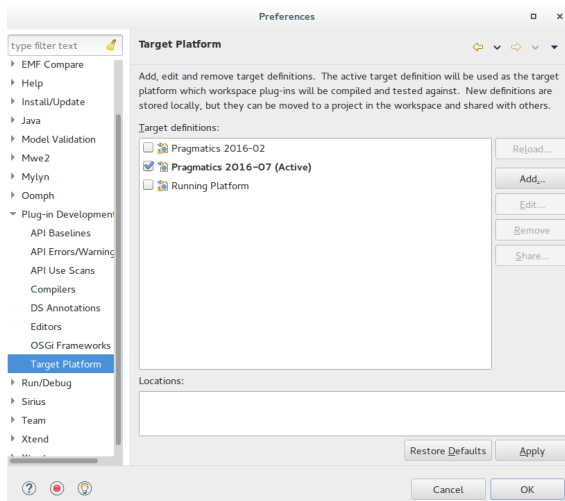 Preferences
type filter text
EMF Compare
Help
Install/Update
Java
Model Validation
Mwe2
Mylyn
Oomph
Plug-in Development
API Baselines
API Errors/Warning
API Use Scans
Compilers
DS Annotations
Editors
OSGi Frameworks
Target Platform
Run/Debug
Sirius
Team
Xtend
Target Platform
Add, edit and remove target definitions. The active target definition will be used as the target
platform which workspace plug-ins will be compiled and tested against. New definitions are
stored locally, but they can be moved to a project in the workspace and shared with others.
Target definitions:
Pragmatics 2016-02
Pragmatics 2016-07 (Active)
Running Platform
Reload...
Add...
Edit...
Remove
Share...
Locations:
Restore Defaults
Apply
Cancel
OK